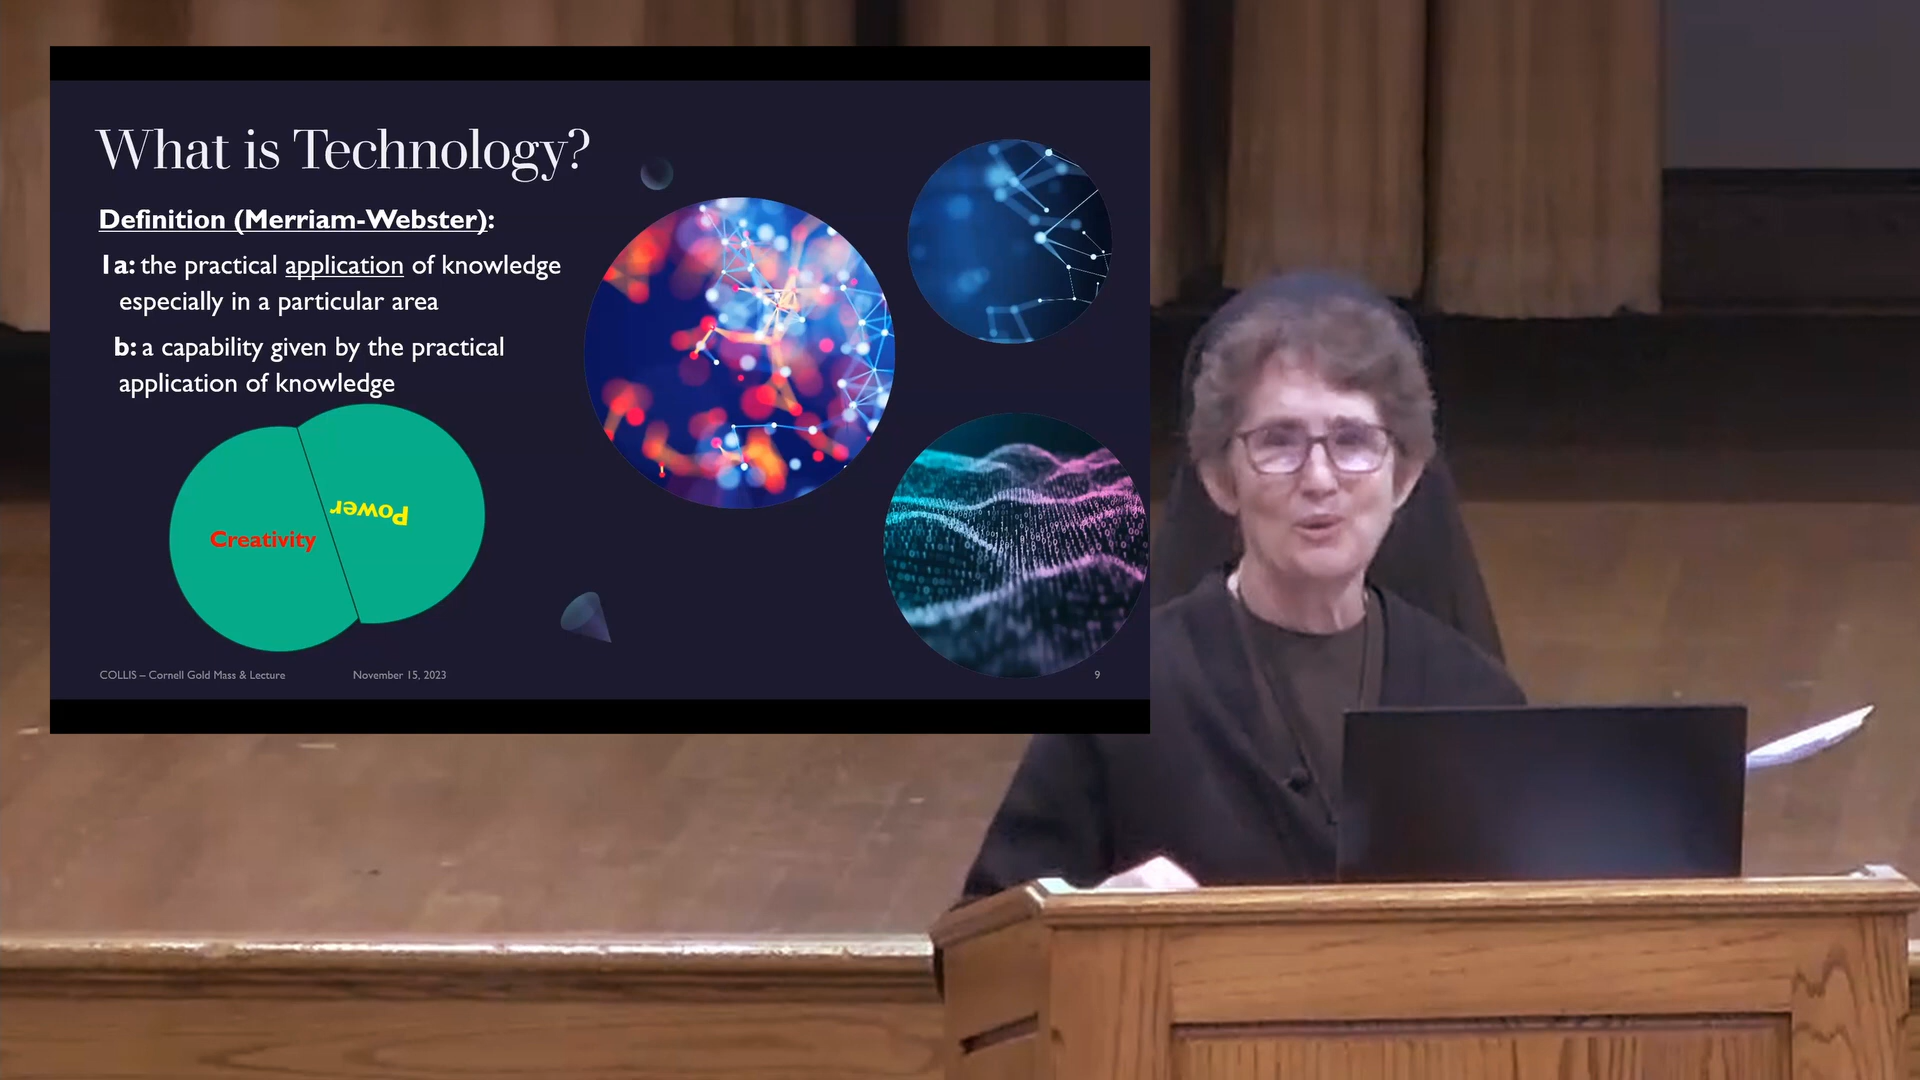 What is Technology?
Definition (Merriam-Webster):
1a: the practical application of knowledge
especially in a particular area
b: a capability given by the practical
application of knowledge
Creativity
Power
COLLIS – Cornell Gold Mass & Lecture
November 15, 2023
9